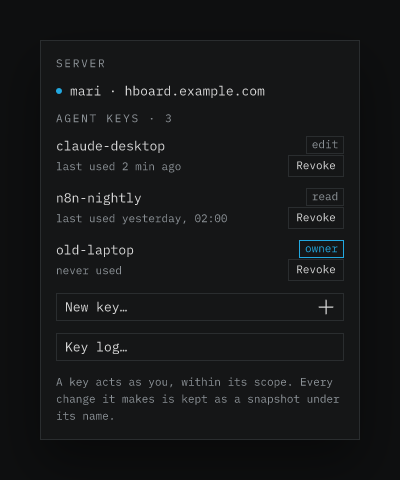 SERVER
mari · hboard.example.com
AGENT KEYS · 3
claude-desktop edit
last used 2 min ago Revoke
n8n-nightly read
last used yesterday, 02:00 Revoke
old-laptop owner
never used Revoke
New key…
Key log…
A key acts as you, within its scope. Every
change it makes is kept as a snapshot under
its name.